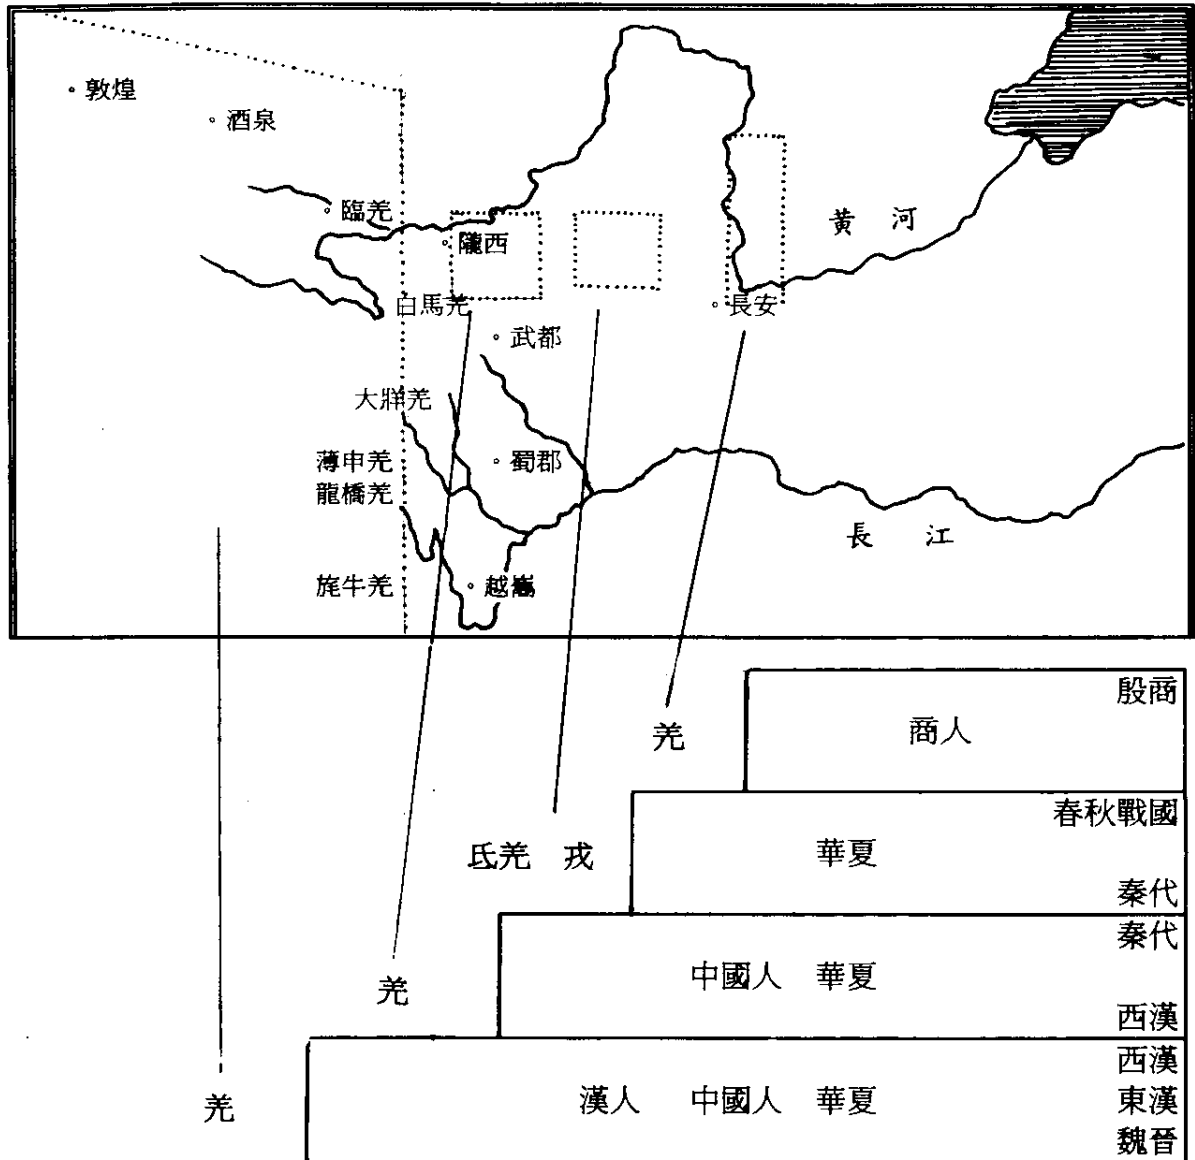 敦煌
酒泉
臨羌
隴西
黃河
白馬羌
長安
武都
大牂羌
薄申羌
蜀郡
龍橋羌
長江
旄牛羌
越巂
殷商
羌
商人
春秋戰國
氐羌 戎
華夏
秦代
秦代
羌
中國人 華夏
西漢
西漢
羌
漢人 中國人 華夏
東漢
魏晉